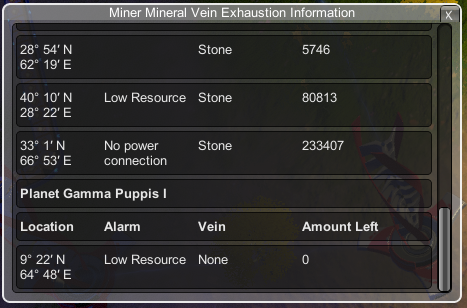 Miner Mineral Vein Exhaustion Information
X
28° 54′ N Stone 5746
62° 19′ E
40° 10′ N Low Resource Stone 80813
28° 22′ E
33° 1′ N No power Stone 233407
66° 53′ E connection
Planet Gamma Puppis I
Location Alarm Vein Amount Left
9° 22′ N Low Resource None 0
64° 48′ E